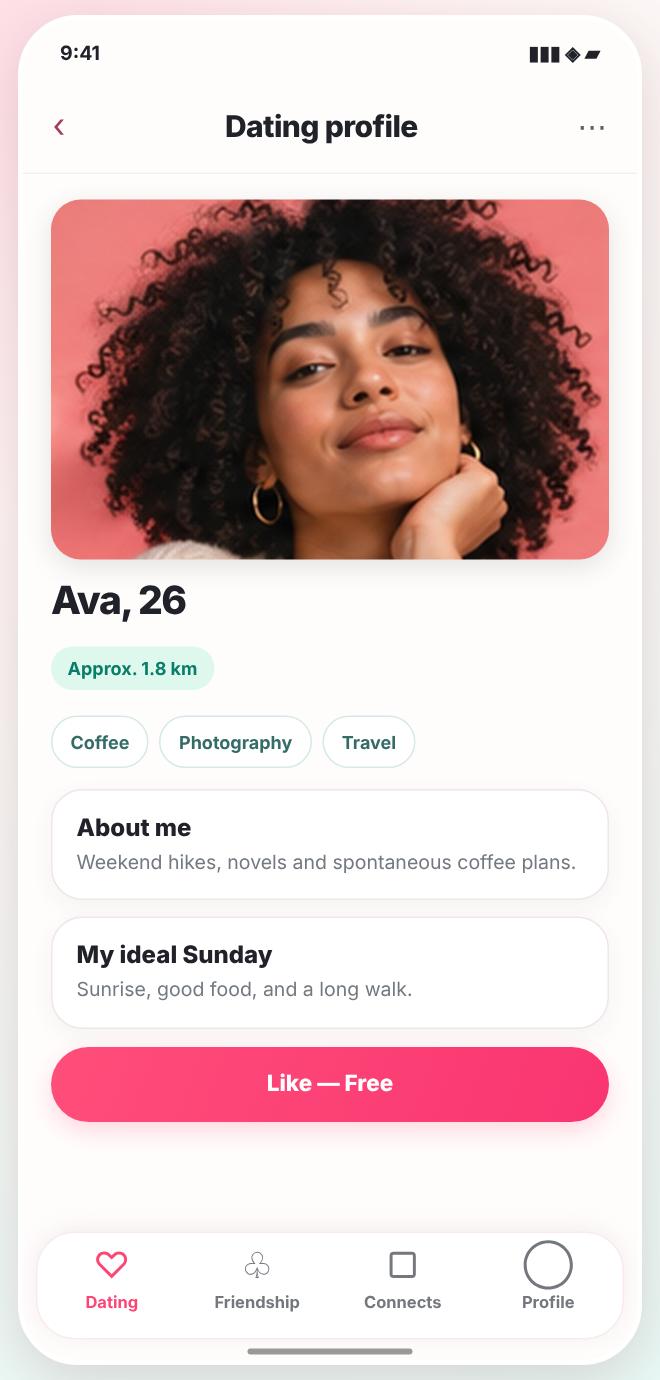 9:41
Dating profile
Ava, 26
Approx. 1.8 km
Coffee Photography Travel
About me
Weekend hikes, novels and spontaneous coffee plans.
My ideal Sunday
Sunrise, good food, and a long walk.
Like — Free
Dating Friendship Connects Profile